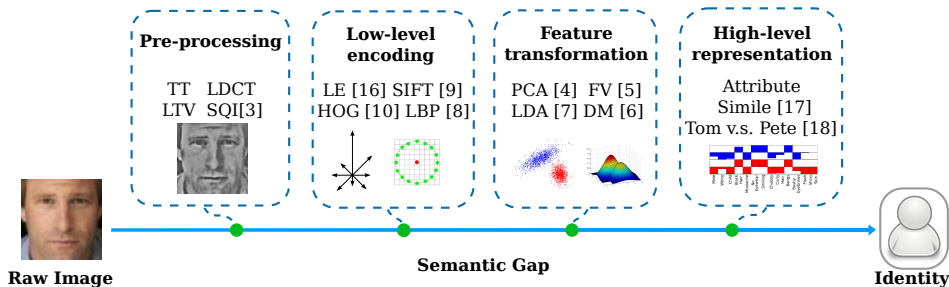 Pre-processing
TT LDCT
LTV SQI[3]
Low-level
encoding
LE [16] SIFT [9]
HOG [10] LBP [8]
Feature
transformation
PCA [4] FV [5]
LDA [7] DM [6]
High-level
representation
Attribute
Simile [17]
Tom v.s. Pete [18]
Raw Image
Semantic Gap
Identity